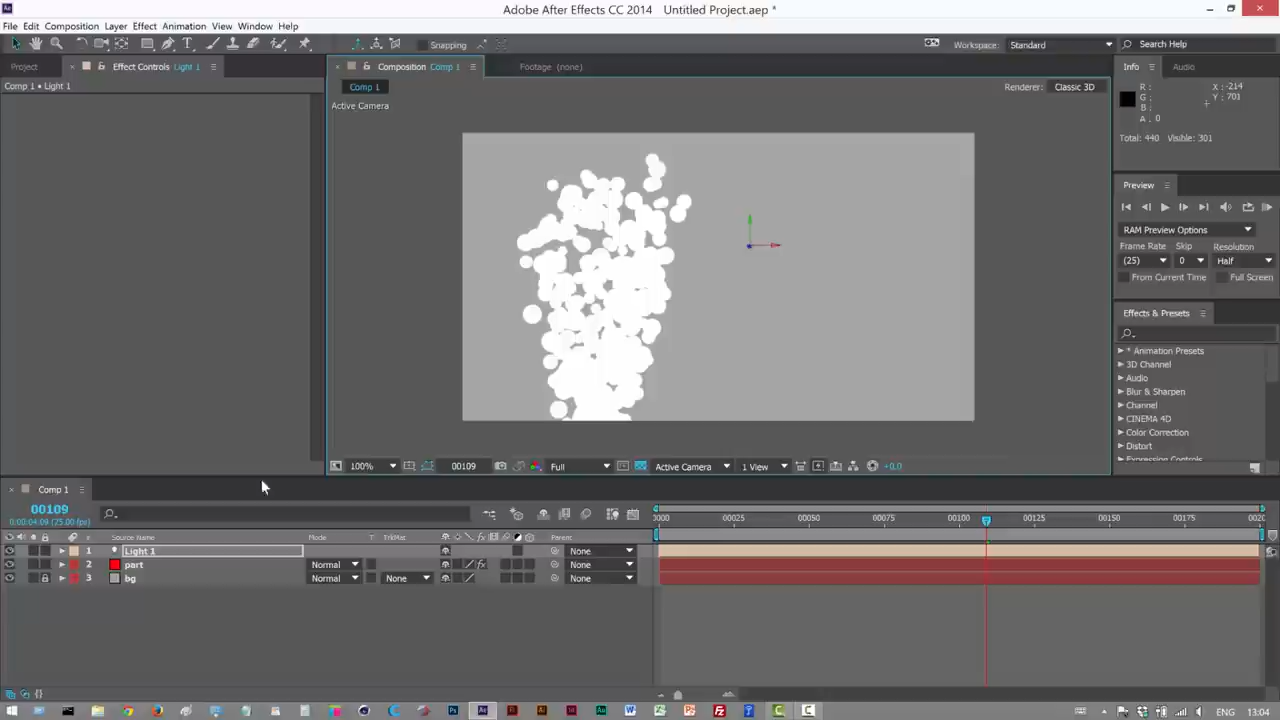 Adobe After Effects CC 2014 Untitled Project.aep *
File Edit Composition Layer Effect Animation View Window Help
Snapping
Workspace: Standard
Search Help
Project
Effect Controls Light 1
Composition Comp 1
Footage (none)
Info Audio
Comp 1 • Light 1
Comp 1
Renderer: Classic 3D
Active Camera
R:
G:
B:
A: 0
X: -214
Y: 701
Total: 440 Visible: 301
Preview
RAM Preview Options
Frame Rate Skip Resolution
(25) 0 Half
From Current Time Full Screen
Effects & Presets
* Animation Presets
3D Channel
Audio
Blur & Sharpen
Channel
CINEMA 4D
Color Correction
Distort
Expression Controls
100% 00109 Full Active Camera 1 View +0.0
Comp 1
00109
0:00:04:09 (25.00 fps)
0000 00025 00050 00075 00100 00125 00150 00175 0020
# Source Name Mode T TrkMat Parent
1 Light 1 None
2 part Normal None
3 bg Normal None None
ENG 13:04